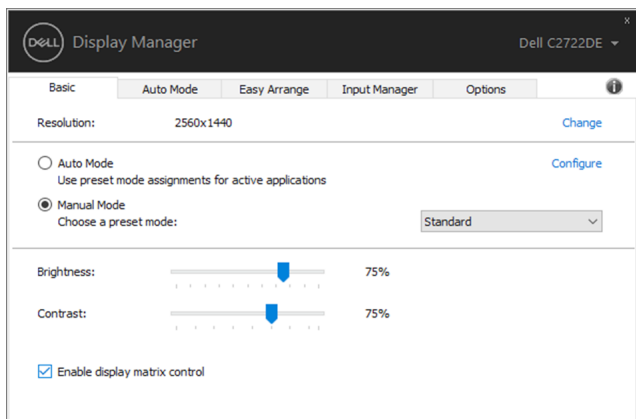 x
DELL Display Manager Dell C2722DE
Basic Auto Mode Easy Arrange Input Manager Options i
Resolution: 2560x1440 Change
Auto Mode Configure
Use preset mode assignments for active applications
Manual Mode
Choose a preset mode: Standard
Brightness: 75%
Contrast: 75%
Enable display matrix control